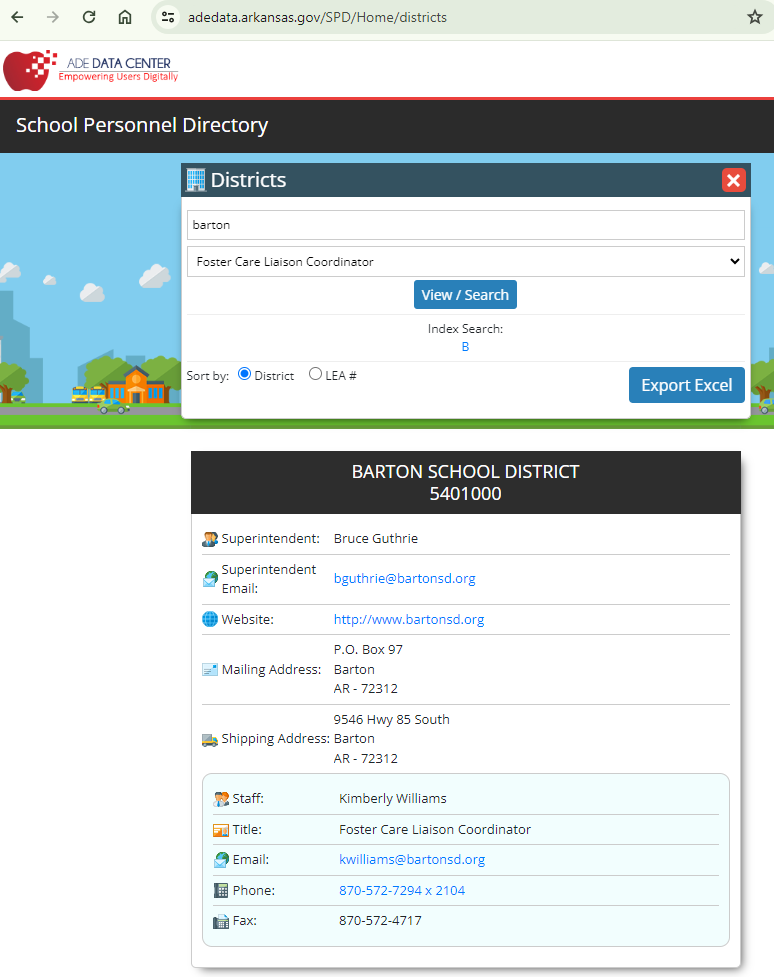 adedata.arkansas.gov/SPD/Home/districts
ADE DATA CENTER
Empowering Users Digitally
School Personnel Directory
Districts
barton
Foster Care Liaison Coordinator
View / Search
Index Search:
B
Sort by: District LEA #
Export Excel
BARTON SCHOOL DISTRICT
5401000
Superintendent: Bruce Guthrie
Superintendent
Email: bguthrie@bartonsd.org
Website: http://www.bartonsd.org
Mailing Address: P.O. Box 97
Barton
AR - 72312
Shipping Address: 9546 Hwy 85 South
Barton
AR - 72312
Staff: Kimberly Williams
Title: Foster Care Liaison Coordinator
Email: kwilliams@bartonsd.org
Phone: 870-572-7294 x 2104
Fax: 870-572-4717